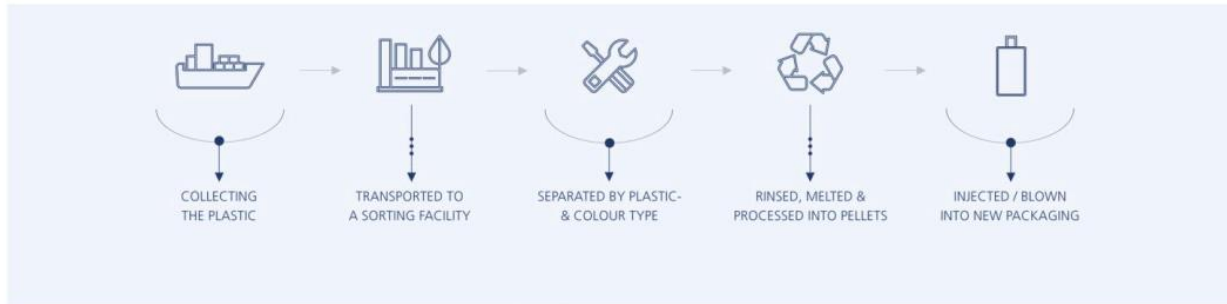 COLLECTING
THE PLASTIC
TRANSPORTED TO
A SORTING FACILITY
SEPARATED BY PLASTIC-
& COLOUR TYPE
RINSED, MELTED &
PROCESSED INTO PELLETS
INJECTED / BLOWN
INTO NEW PACKAGING